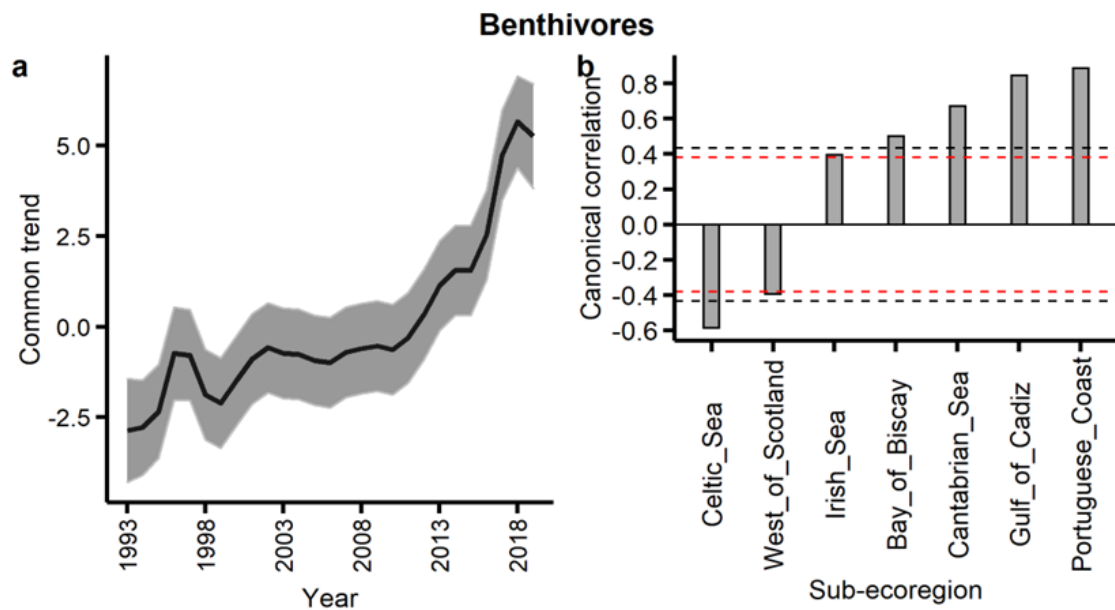 Benthivores
a
Common trend
5.0
2.5
0.0
-2.5
1993
1998
2003
2008
2013
2018
Year
b
Canonical correlation
0.8
0.6
0.4
0.2
0.0
-0.2
-0.4
-0.6
Celtic_Sea
West_of_Scotland
Irish_Sea
Bay_of_Biscay
Cantabrian_Sea
Gulf_of_Cadiz
Portuguese_Coast
Sub-ecoregion